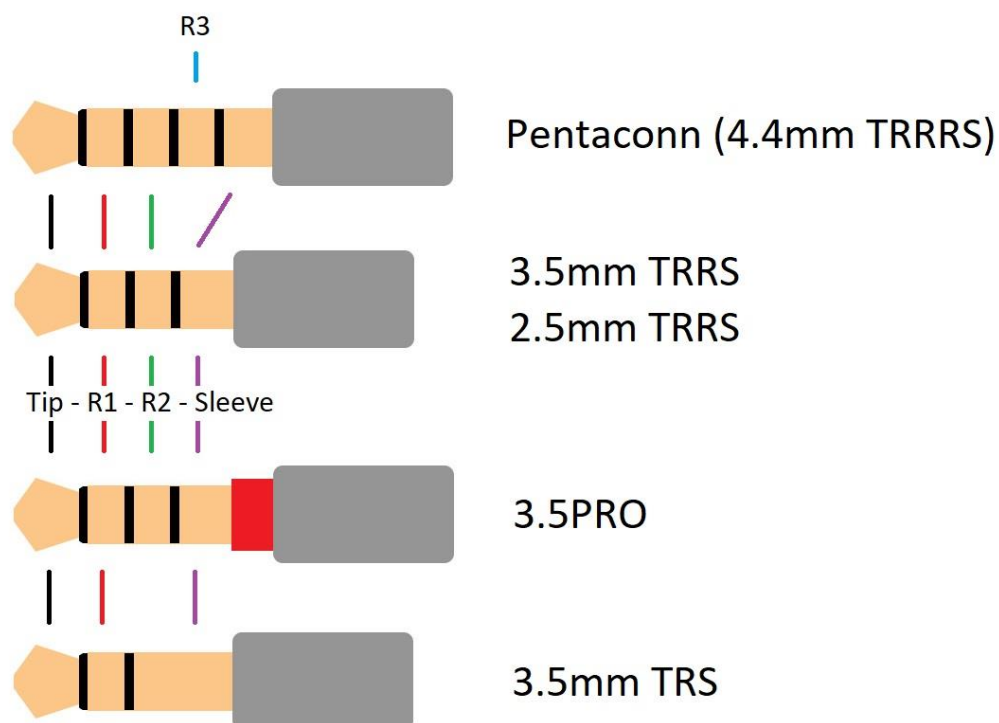 R3
Pentaconn (4.4mm TRRRS)
3.5mm TRRS
2.5mm TRRS
Tip - R1 - R2 - Sleeve
3.5PRO
3.5mm TRS